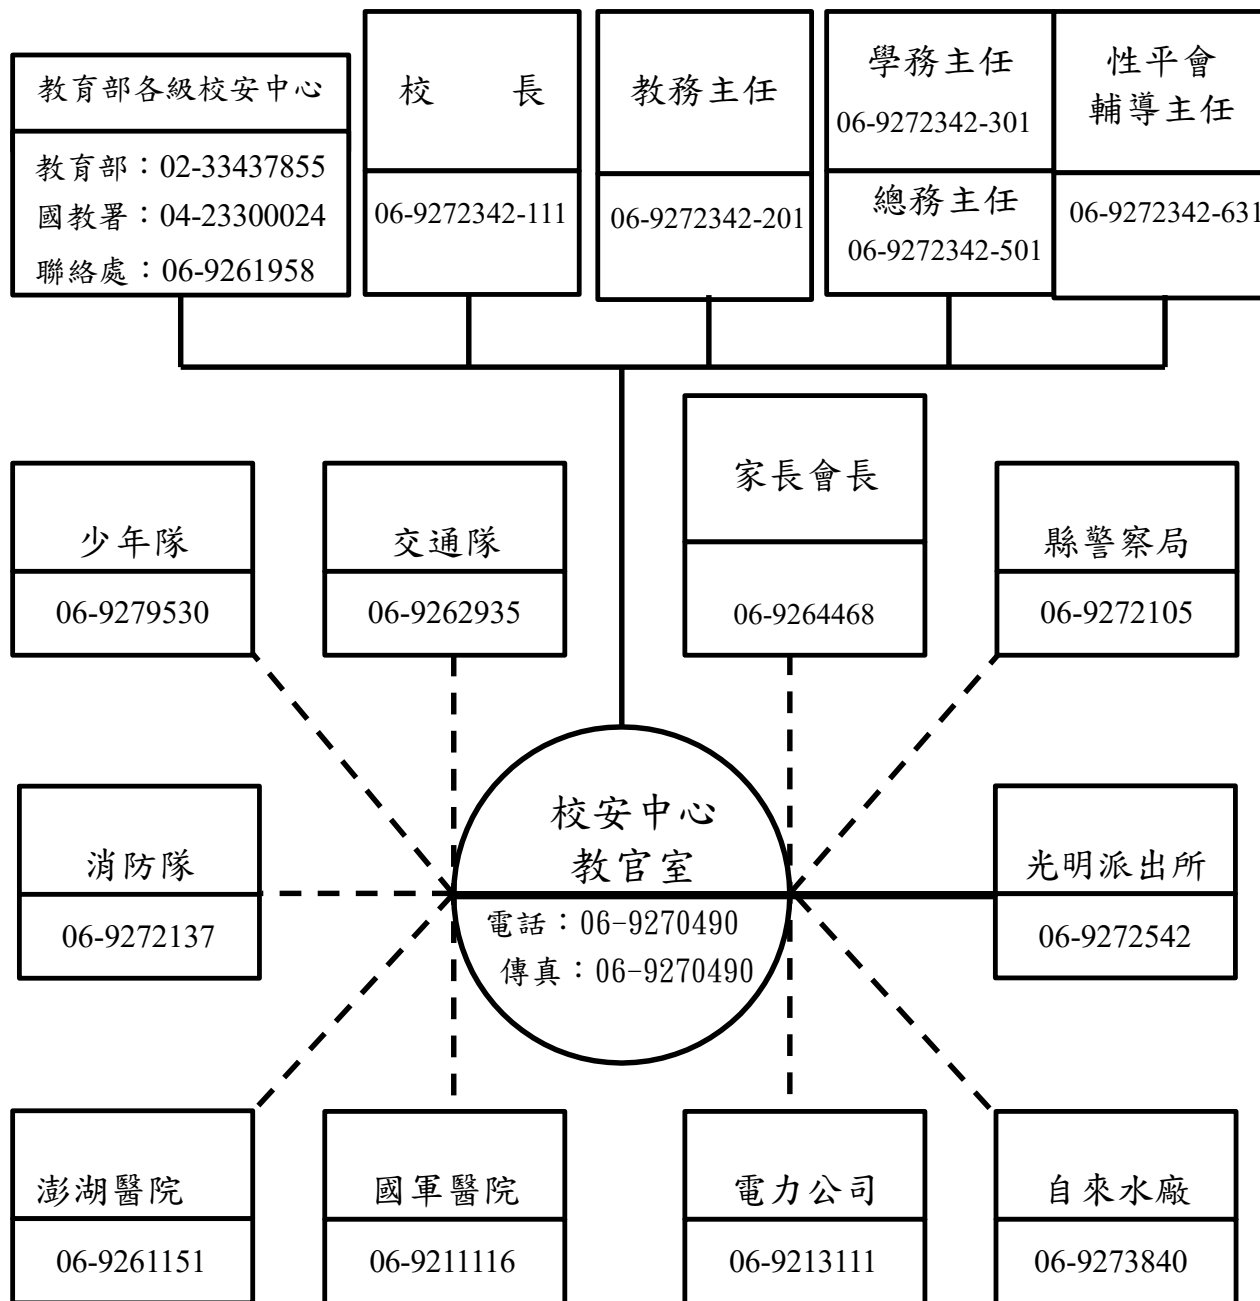 教育部各級校安中心
教育部：02-33437855
國教署：04-23300024
聯絡處：06-9261958
校　　長
06-9272342-111
教務主任
06-9272342-201
學務主任
06-9272342-301
總務主任
06-9272342-501
性平會
輔導主任
06-9272342-631
少年隊
06-9279530
交通隊
06-9262935
家長會長
06-9264468
縣警察局
06-9272105
消防隊
06-9272137
校安中心
教官室
電話：06-9270490
傳真：06-9270490
光明派出所
06-9272542
澎湖醫院
06-9261151
國軍醫院
06-9211116
電力公司
06-9213111
自來水廠
06-9273840